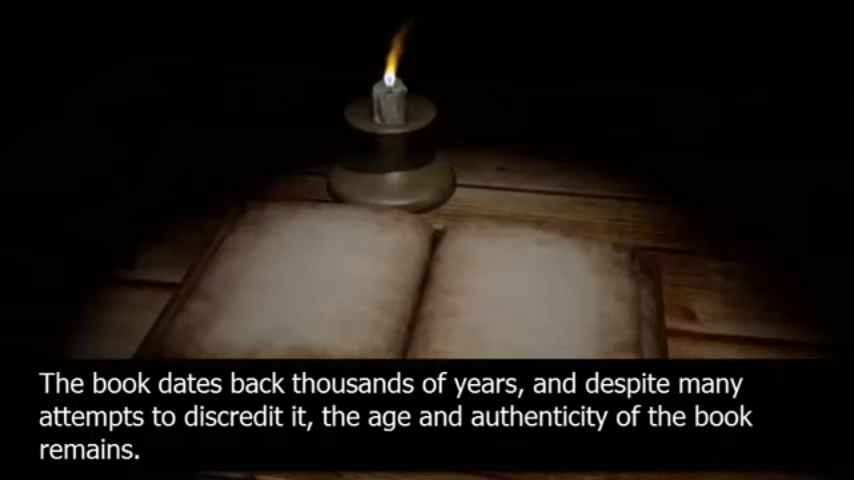 The book dates back thousands of years, and despite many
attempts to discredit it, the age and authenticity of the book
remains.